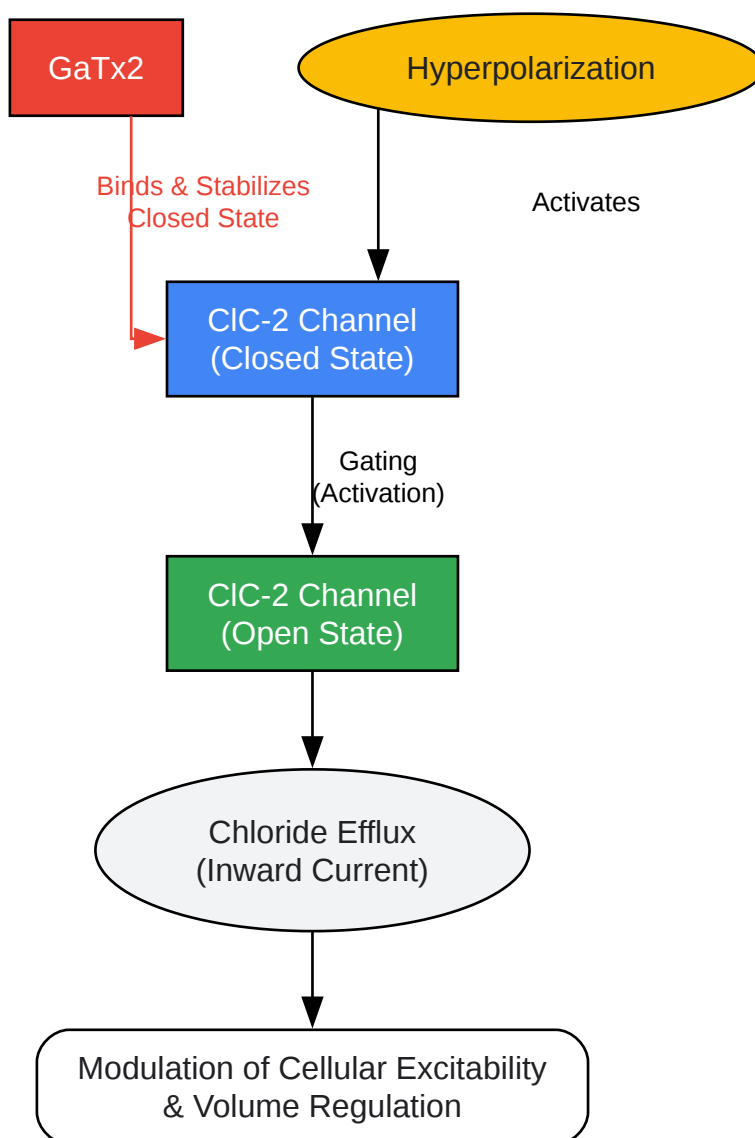 GaTx2
Hyperpolarization
Binds & Stabilizes
Closed State
Activates
ClC-2 Channel
(Closed State)
Gating
(Activation)
ClC-2 Channel
(Open State)
Chloride Efflux
(Inward Current)
Modulation of Cellular Excitability
& Volume Regulation